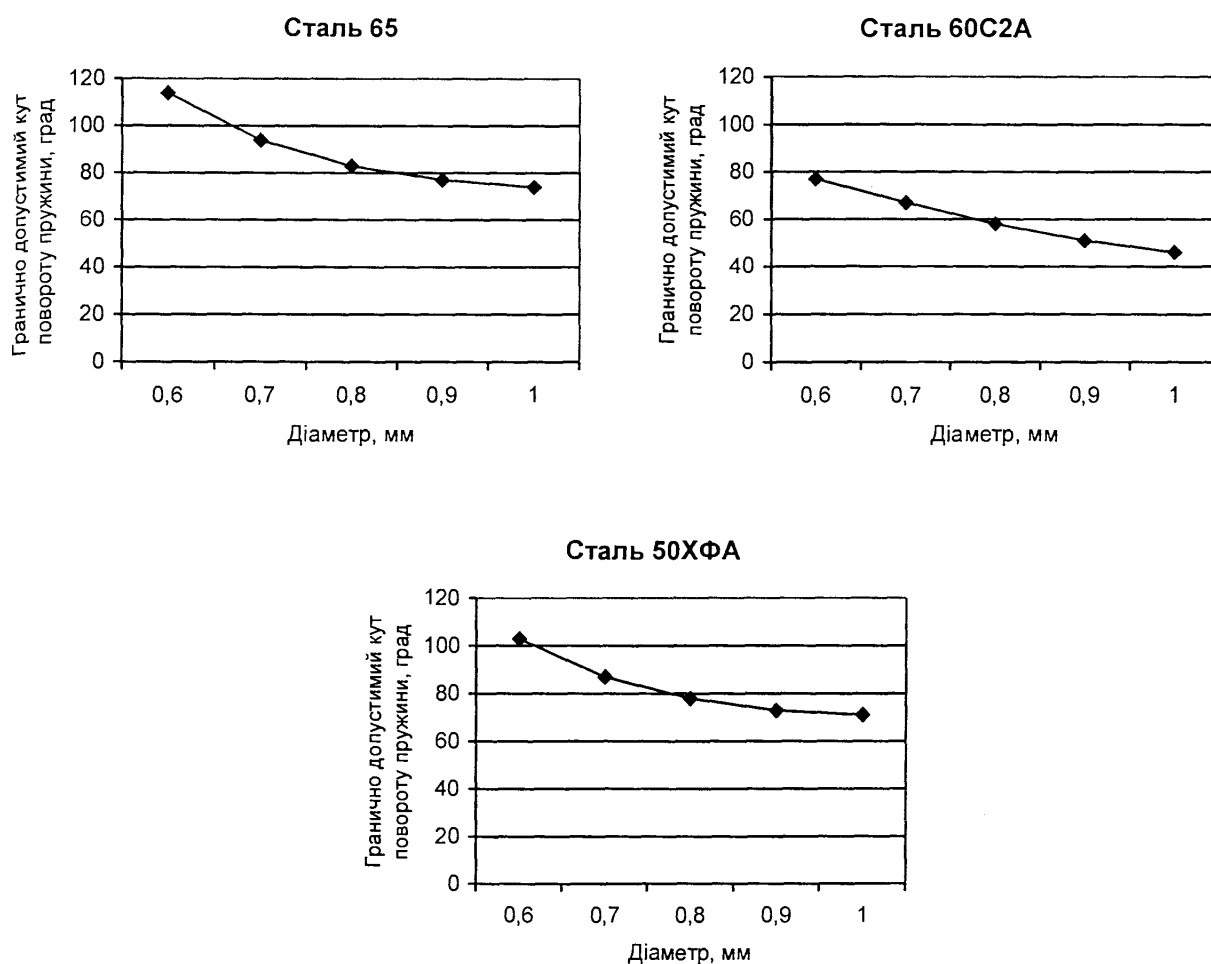 Сталь 65
Гранично допустимий кут
повороту пружини, град
120
100
80
60
40
20
0
0,6 0,7 0,8 0,9 1
Діаметр, мм
Сталь 60С2А
Гранично допустимий кут
повороту пружини, град
120
100
80
60
40
20
0
0,6 0,7 0,8 0,9 1
Діаметр, мм
Сталь 50ХФА
Гранично допустимий кут
повороту пружини, град
120
100
80
60
40
20
0
0,6 0,7 0,8 0,9 1
Діаметр, мм